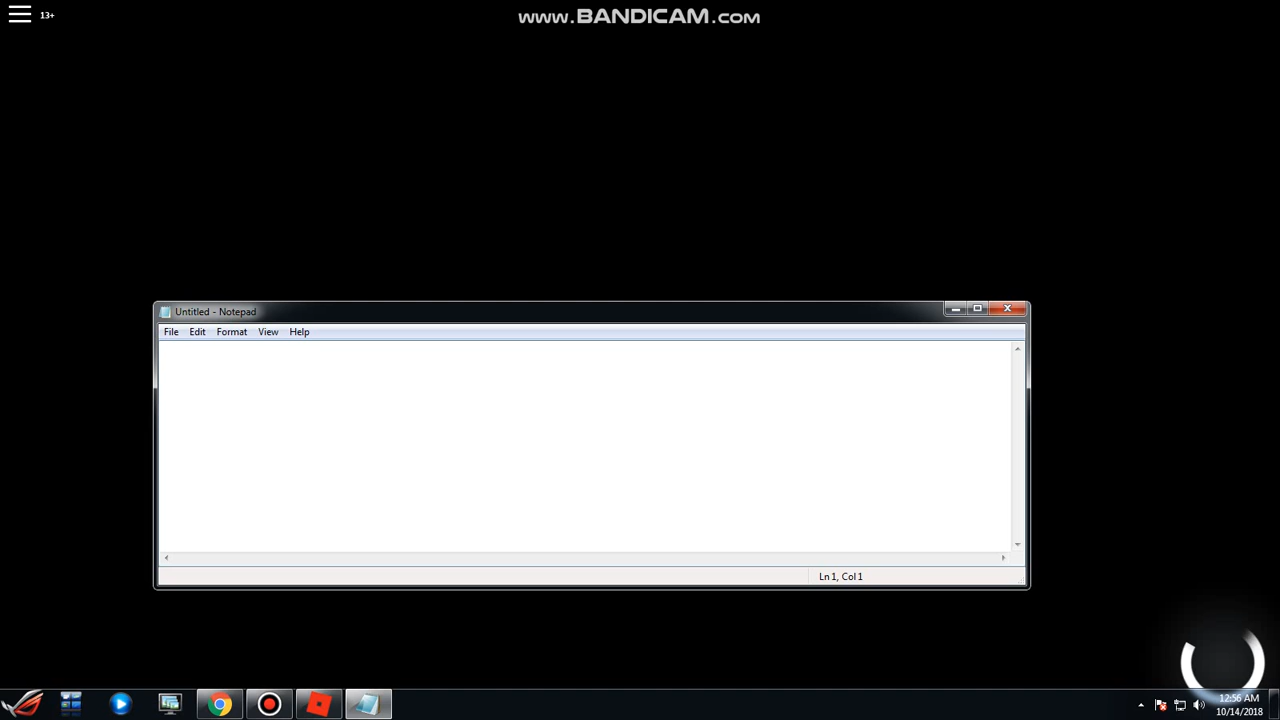 13+
www.BANDICAM.com
Untitled - Notepad
File Edit Format View Help
Ln 1, Col 1
12:56 AM
10/14/2018